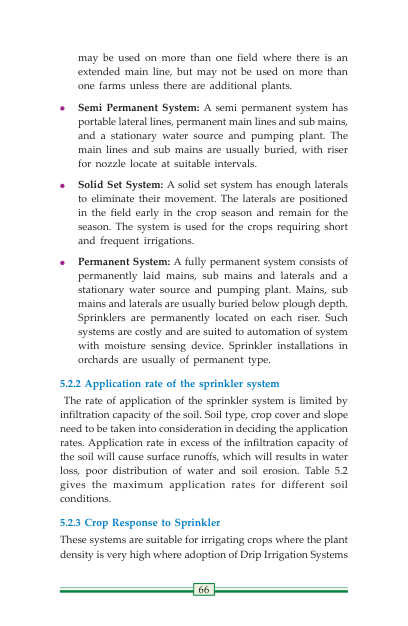 may be used on more than one field where there is an
extended main line, but may not be used on more than
one farms unless there are additional plants.
• Semi Permanent System: A semi permanent system has
portable lateral lines, permanent main lines and sub mains,
and a stationary water source and pumping plant. The
main lines and sub mains are usually buried, with riser
for nozzle locate at suitable intervals.
• Solid Set System: A solid set system has enough laterals
to eliminate their movement. The laterals are positioned
in the field early in the crop season and remain for the
season. The system is used for the crops requiring short
and frequent irrigations.
• Permanent System: A fully permanent system consists of
permanently laid mains, sub mains and laterals and a
stationary water source and pumping plant. Mains, sub
mains and laterals are usually buried below plough depth.
Sprinklers are permanently located on each riser. Such
systems are costly and are suited to automation of system
with moisture sensing device. Sprinkler installations in
orchards are usually of permanent type.
5.2.2 Application rate of the sprinkler system
The rate of application of the sprinkler system is limited by
infiltration capacity of the soil. Soil type, crop cover and slope
need to be taken into consideration in deciding the application
rates. Application rate in excess of the infiltration capacity of
the soil will cause surface runoffs, which will results in water
loss, poor distribution of water and soil erosion. Table 5.2
gives the maximum application rates for different soil
conditions.
5.2.3 Crop Response to Sprinkler
These systems are suitable for irrigating crops where the plant
density is very high where adoption of Drip Irrigation Systems
66